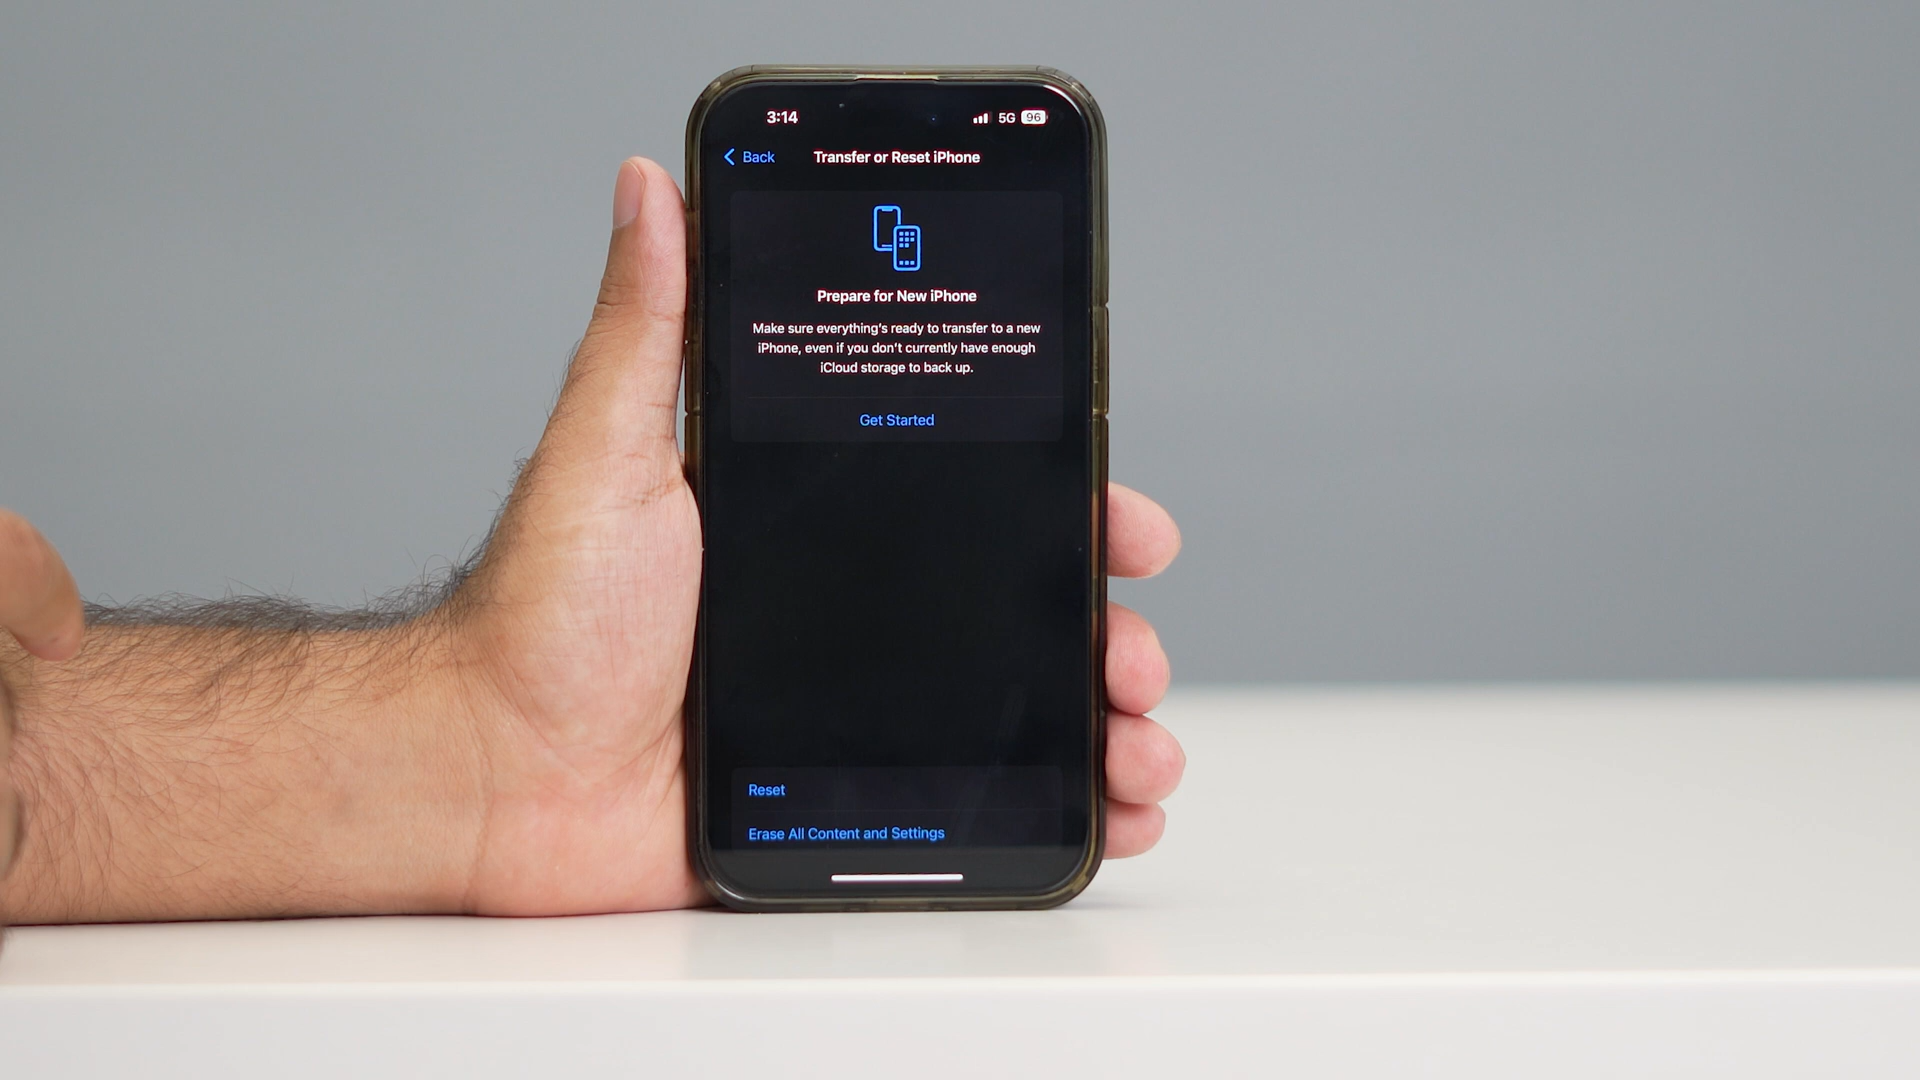 3:14 5G 96
Back Transfer or Reset iPhone
Prepare for New iPhone
Make sure everything's ready to transfer to a new
iPhone, even if you don't currently have enough
iCloud storage to back up.
Get Started
Reset
Erase All Content and Settings